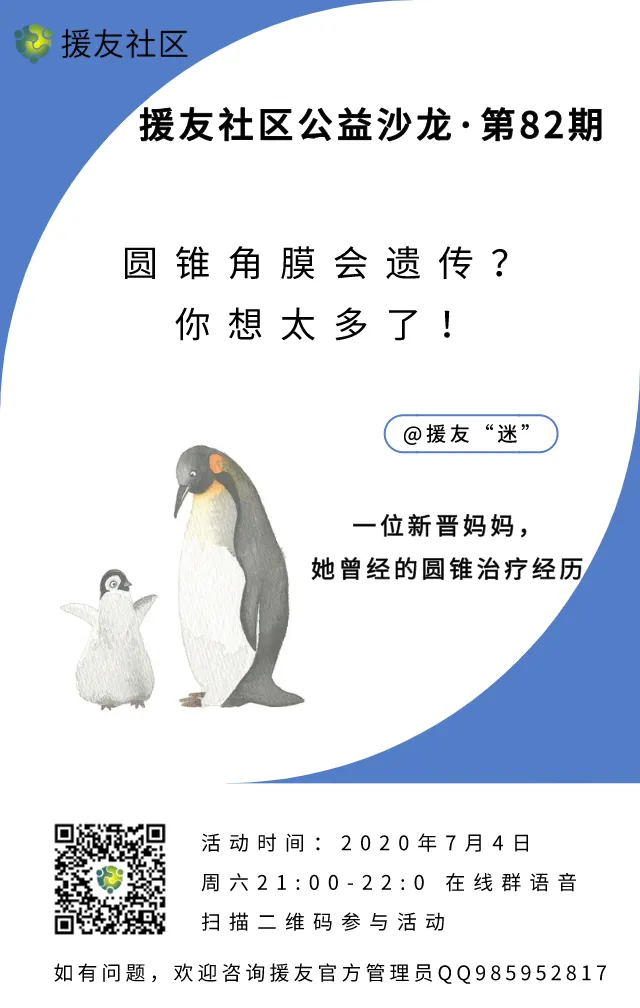 援友社区
援友社区公益沙龙·第82期
圆锥角膜会遗传？
你想太多了！
@援友“迷”
一位新晋妈妈，
她曾经的圆锥治疗经历
活动时间：2020年7月4日
周六21:00-22:0 在线群语音
扫描二维码参与活动
如有问题，欢迎咨询援友官方管理员QQ985952817